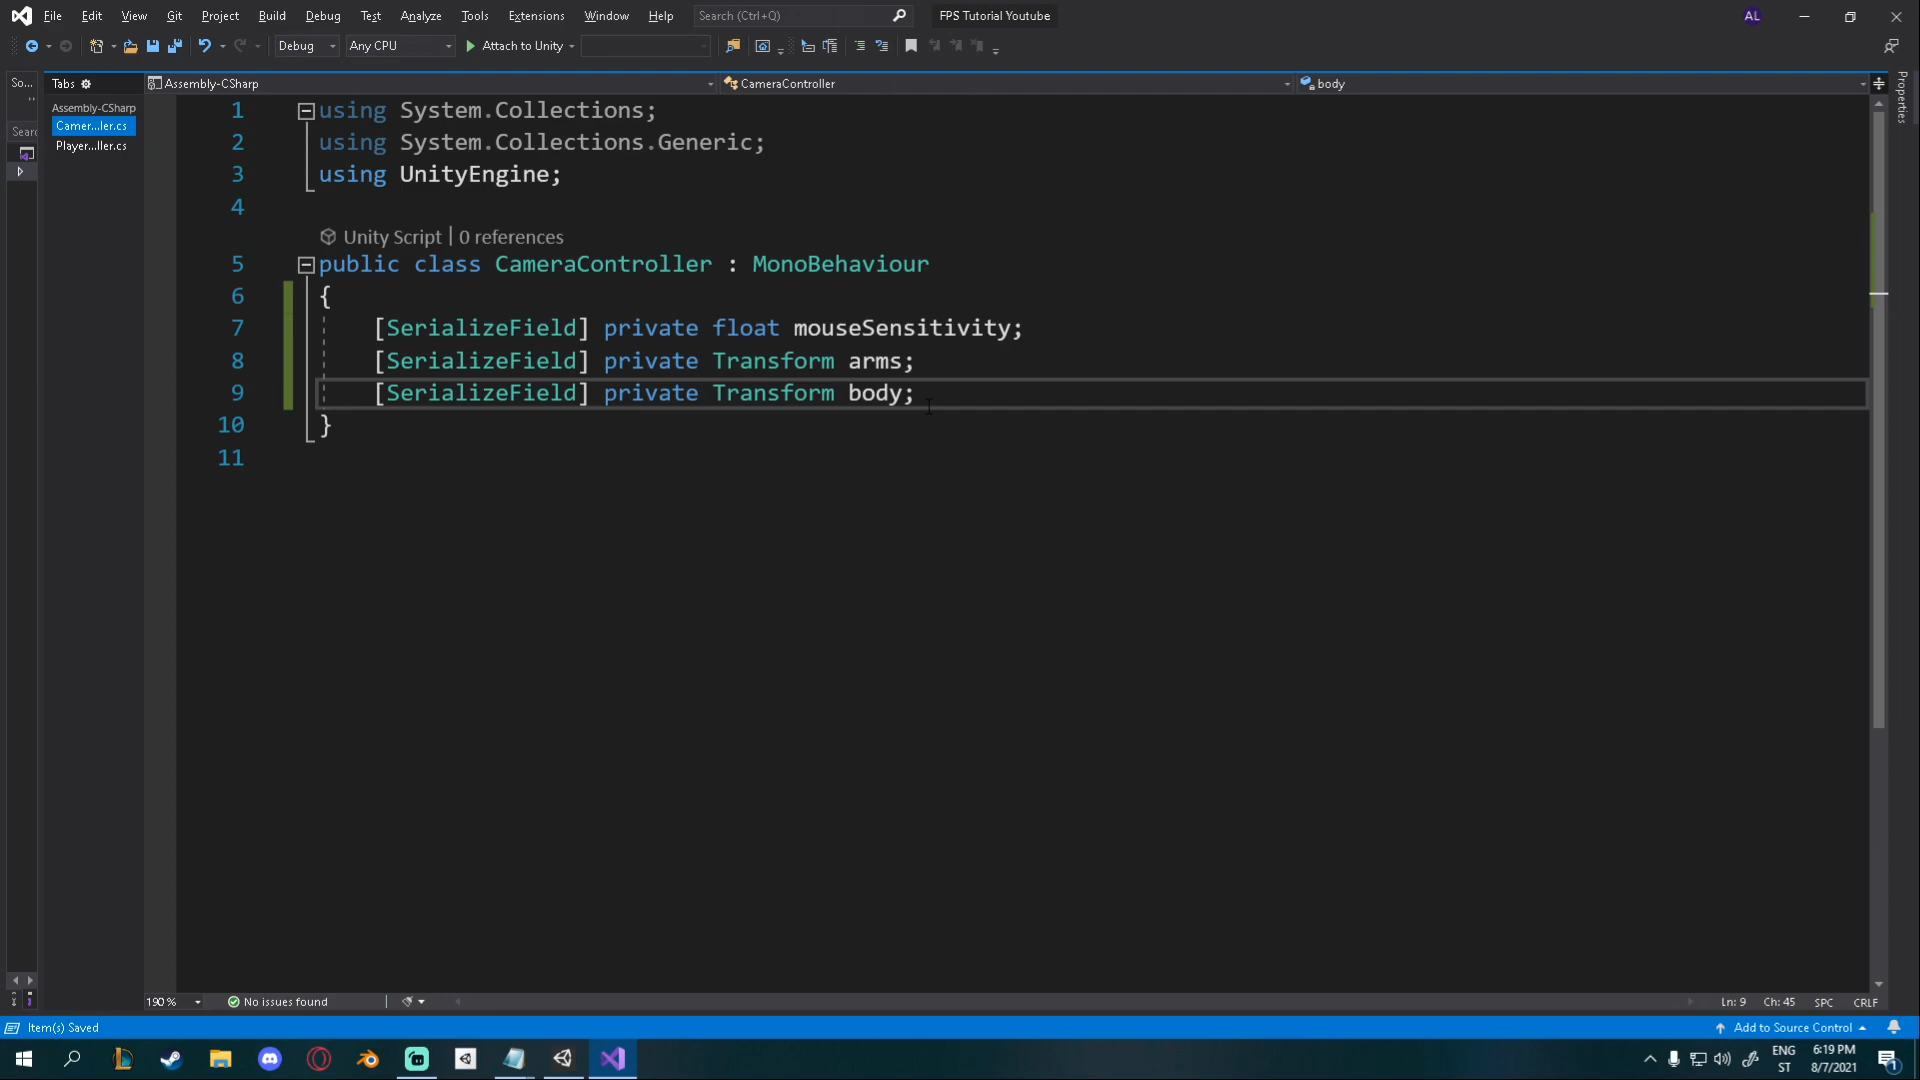 File Edit View Git Project Build Debug Test Analyze Tools Extensions Window Help Search (Ctrl+Q) FPS Tutorial Youtube AL
Debug Any CPU Attach to Unity
So... Tabs Assembly-CSharp CameraController body
Properties
Assembly-CSharp
Camer...ller.cs
Sear
Player...ller.cs
1 using System.Collections;
2 using System.Collections.Generic;
3 using UnityEngine;
4
Unity Script | 0 references
5 public class CameraController : MonoBehaviour
6 {
7 [SerializeField] private float mouseSensitivity;
8 [SerializeField] private Transform arms;
9 [SerializeField] private Transform body;
10 }
11
190 % No issues found Ln: 9 Ch: 45 SPC CRLF
Item(s) Saved Add to Source Control
ENG 6:19 PM
ST 8/7/2021 1